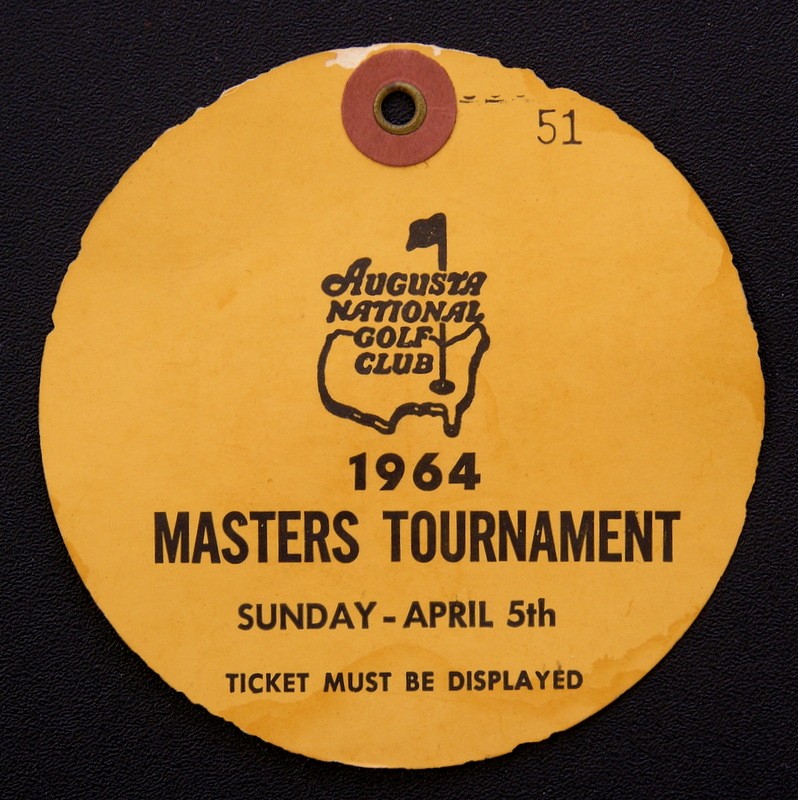 51
AUGUSTA
NATIONAL
GOLF
CLUB
1964
MASTERS TOURNAMENT
SUNDAY - APRIL 5th
TICKET MUST BE DISPLAYED